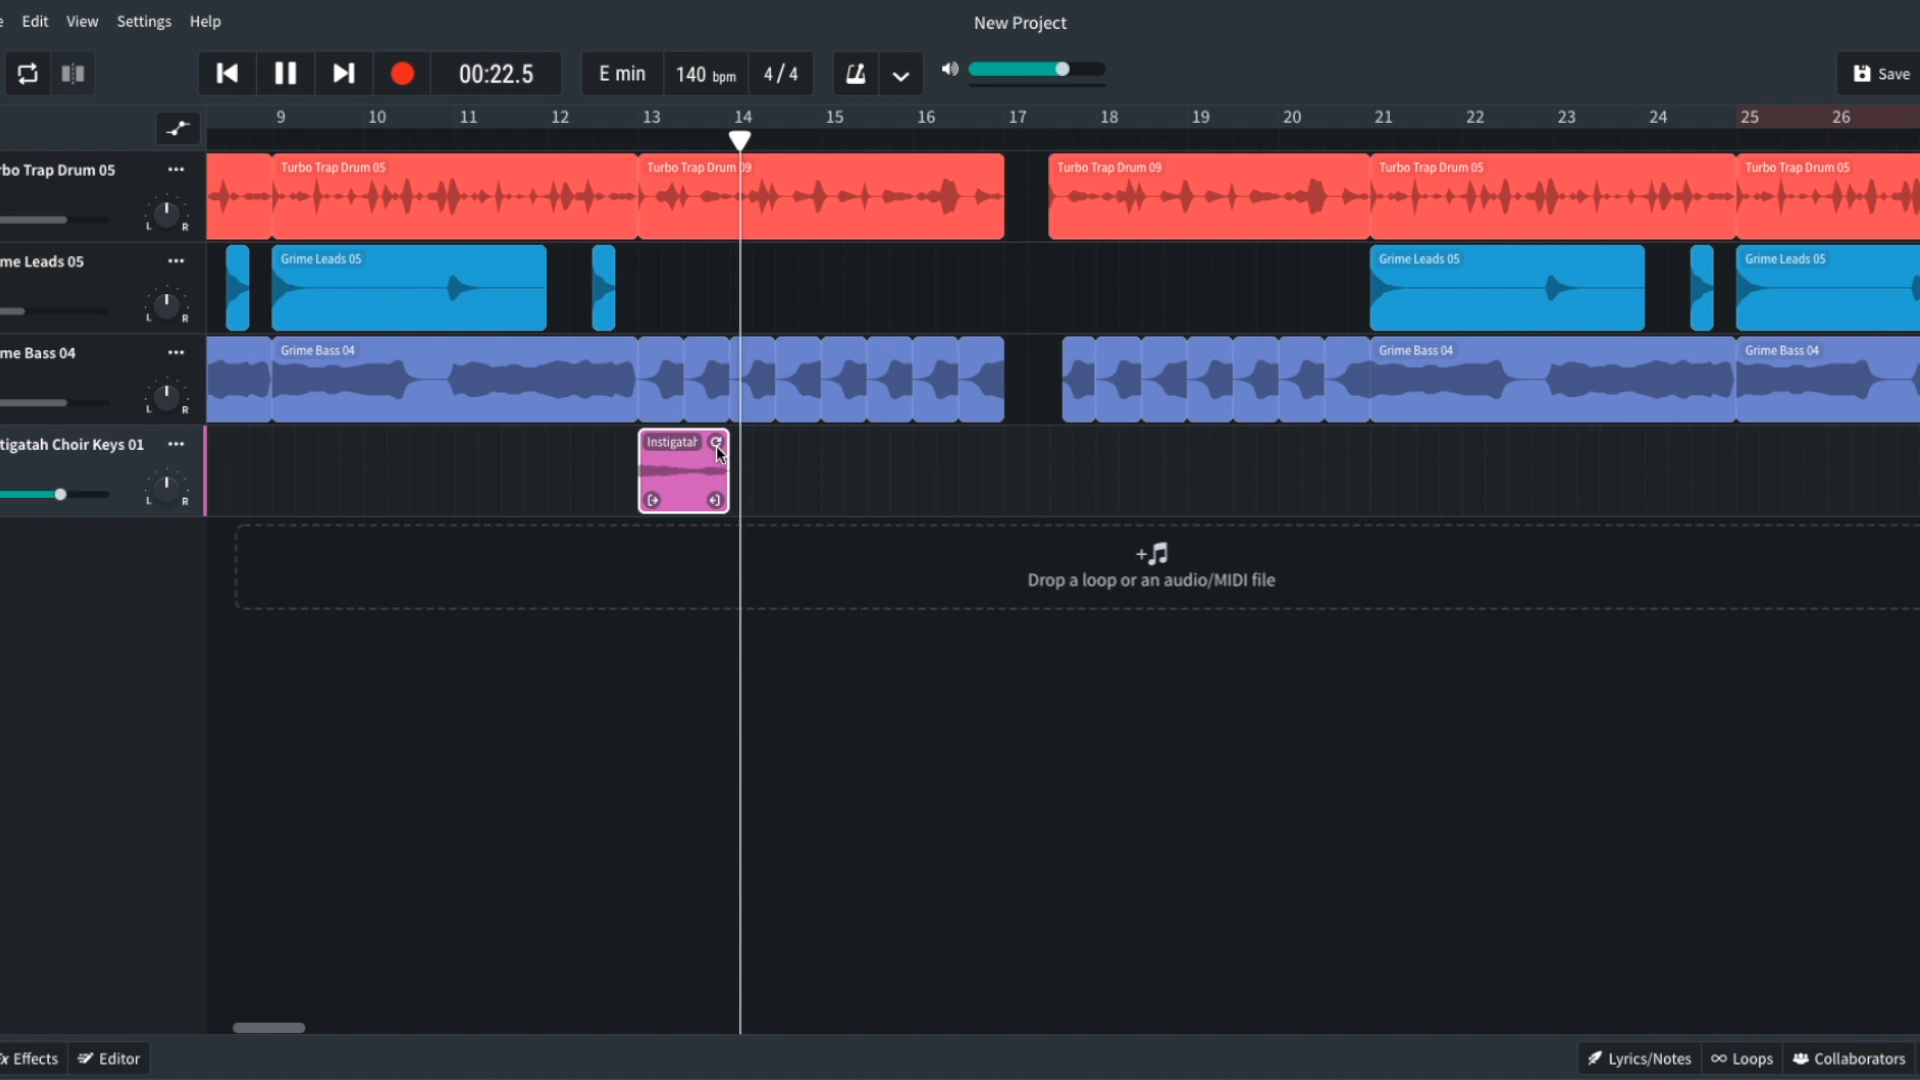 Edit View Settings Help
New Project
00:22.5
E min
140 bpm
4 / 4
Save
9 10 11 12 13 14 15 16 17 18 19 20 21 22 23 24 25 26
rbo Trap Drum 05
L R
Turbo Trap Drum 05
Turbo Trap Drum 09
Turbo Trap Drum 09
Turbo Trap Drum 05
Turbo Trap Drum 05
me Leads 05
L R
Grime Leads 05
Grime Leads 05
Grime Leads 05
me Bass 04
L R
Grime Bass 04
Grime Bass 04
Grime Bass 04
tigatah Choir Keys 01
L R
Instigatah
Drop a loop or an audio/MIDI file
Effects
Editor
Lyrics/Notes
Loops
Collaborators